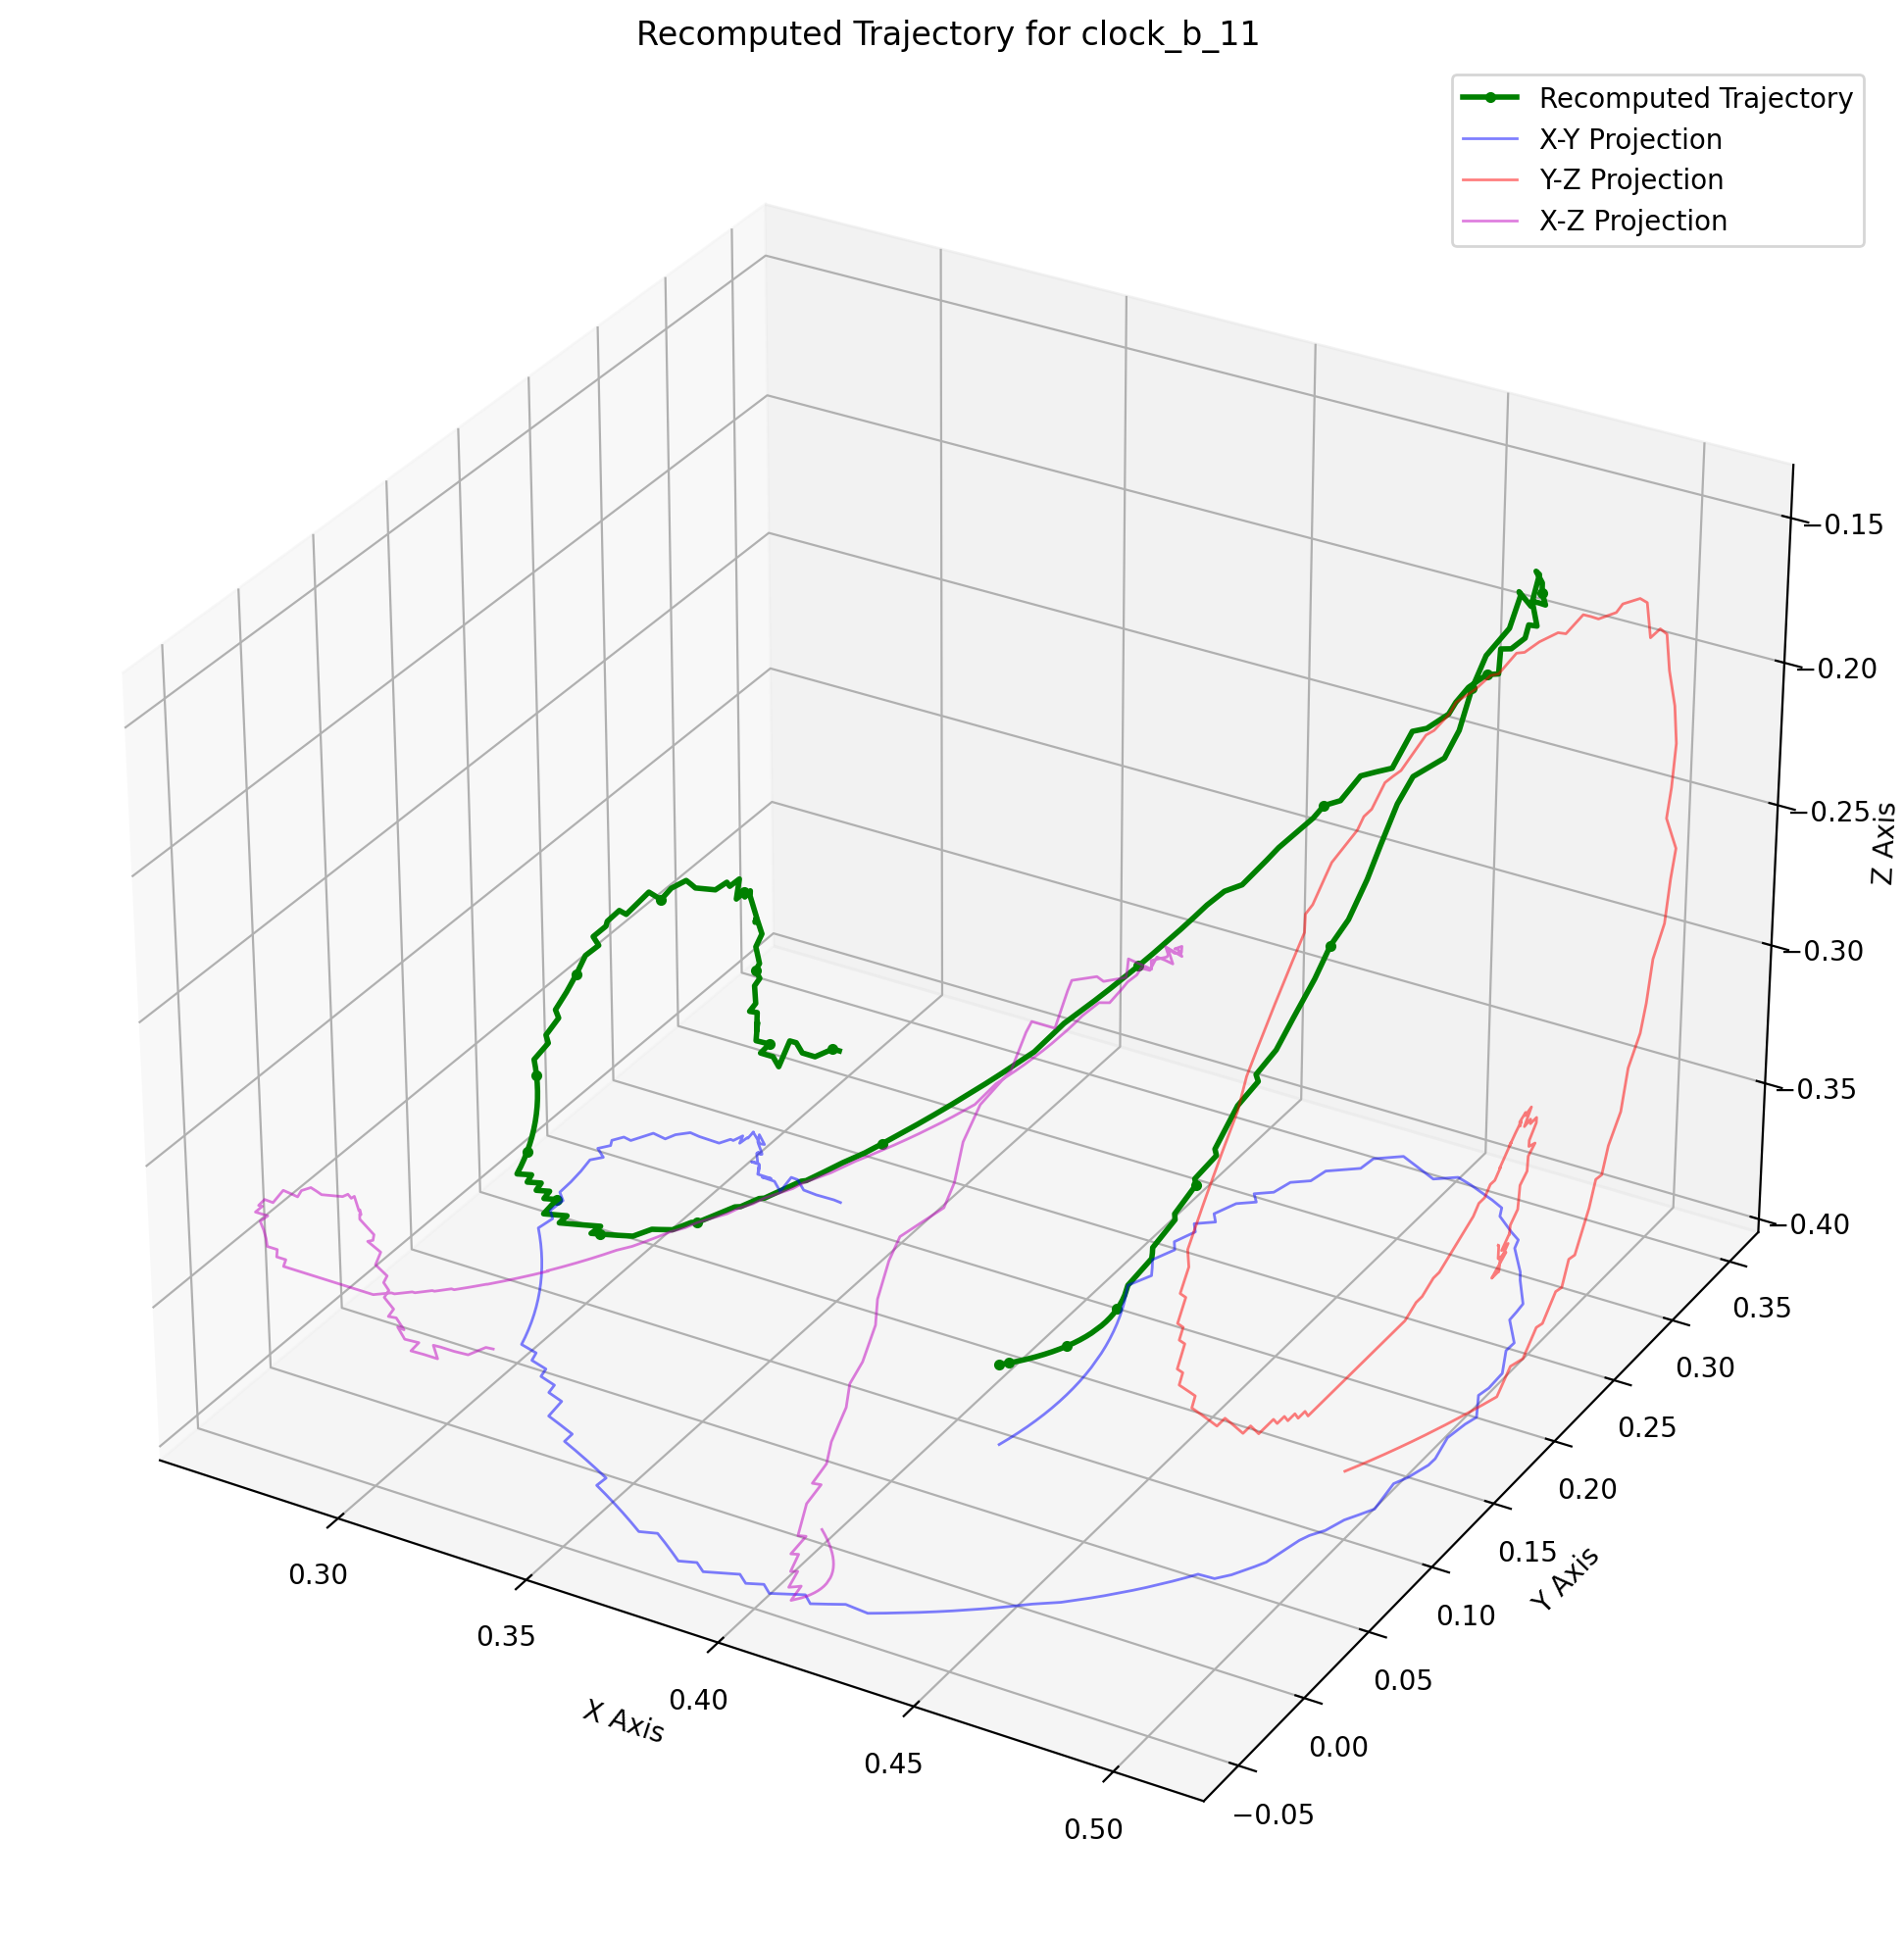 Recomputed Trajectory for clock_b_11
Recomputed Trajectory
X-Y Projection
Y-Z Projection
X-Z Projection
−0.15
−0.20
−0.25
−0.30
−0.35
−0.40
Z Axis
0.35
0.30
0.25
0.20
0.15
0.10
0.05
0.00
−0.05
Y Axis
0.30
0.35
0.40
0.45
0.50
X Axis